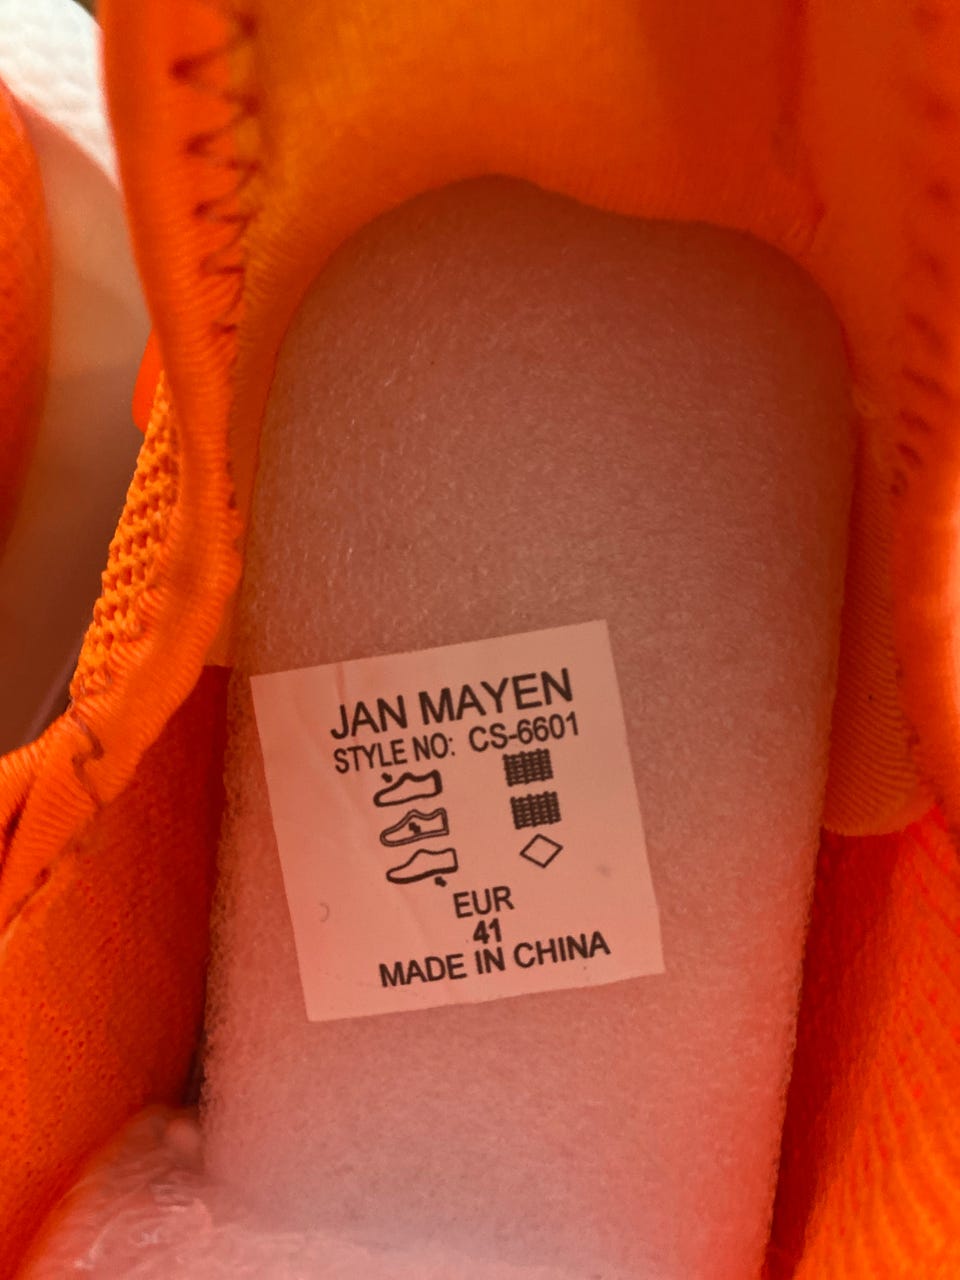 JAN MAYEN
STYLE NO: CS-6601
EUR
41
MADE IN CHINA